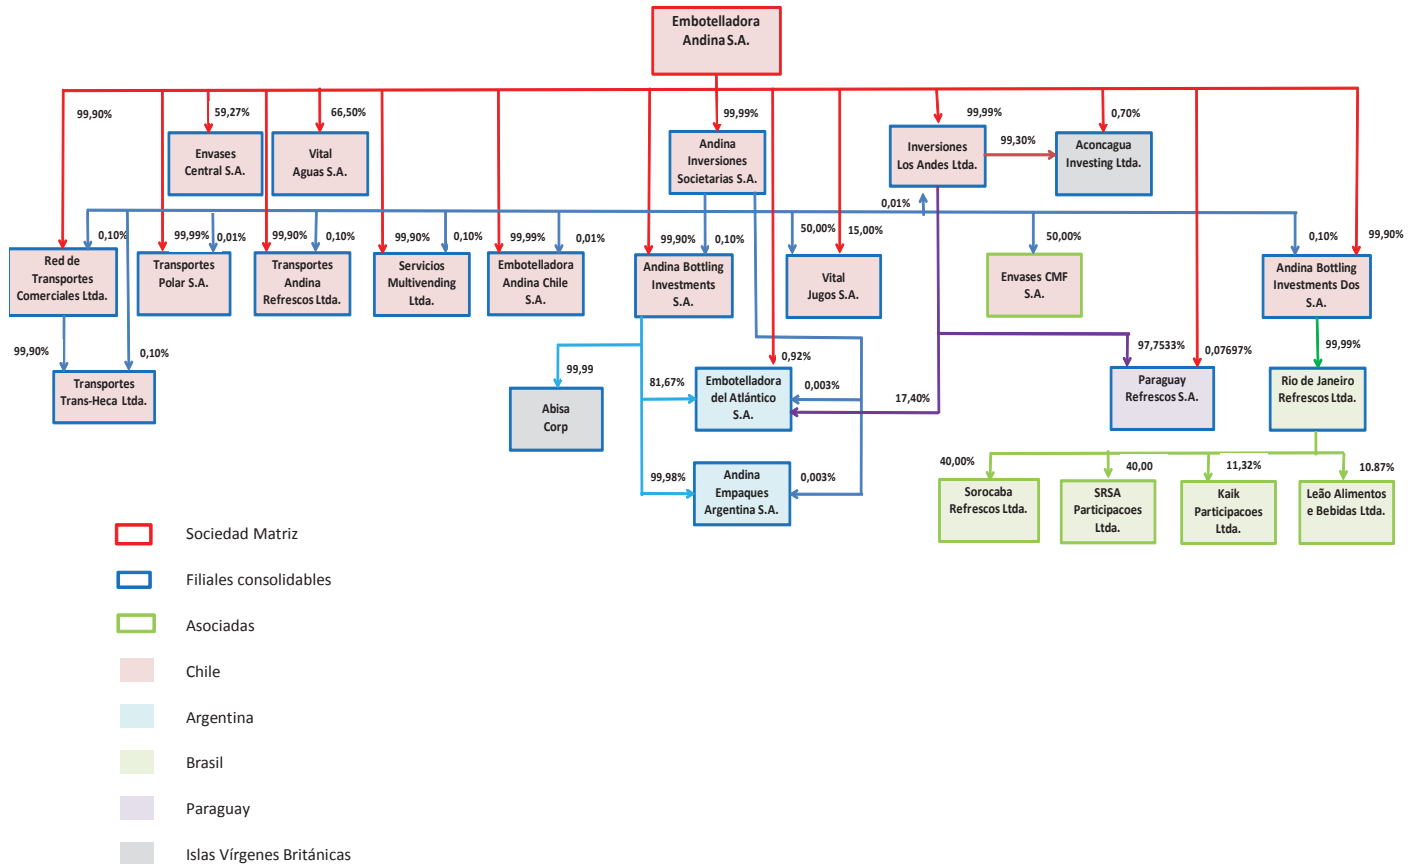 Embotelladora
Andina S.A.
99,90%
59,27%
66,50%
99,99%
99,99%
0,70%
Envases
Central S.A.
Vital
Aguas S.A.
Andina
Inversiones
Societarias S.A.
Inversiones
Los Andes Ltda.
99,30%
Aconcagua
Investing Ltda.
0,01%
0,10%
99,99%
0,01%
99,90%
0,10%
99,90%
0,10%
99,99%
0,01%
99,90%
0,10%
50,00%
15,00%
50,00%
0,10%
99,90%
Red de
Transportes
Comerciales Ltda.
Transportes
Polar S.A.
Transportes
Andina
Refrescos Ltda.
Servicios
Multivending
Ltda.
Embotelladora
Andina Chile
S.A.
Andina Bottling
Investments
S.A.
Vital
Jugos S.A.
Envases CMF
S.A.
Andina Bottling
Investments Dos
S.A.
99,90%
0,10%
99,99
0,92%
97,7533%
0,07697%
99,99%
Transportes
Trans-Heca Ltda.
Abisa
Corp
81,67%
Embotelladora
del Atlántico
S.A.
0,003%
17,40%
Paraguay
Refrescos S.A.
Rio de Janeiro
Refrescos Ltda.
99,98%
Andina
Empaques
Argentina S.A.
0,003%
40,00%
40,00
11,32%
10.87%
Sorocaba
Refrescos Ltda.
SRSA
Participacoes
Ltda.
Kaik
Participacoes
Ltda.
Leão Alimentos
e Bebidas Ltda.
Sociedad Matriz
Filiales consolidables
Asociadas
Chile
Argentina
Brasil
Paraguay
Islas Vírgenes Británicas